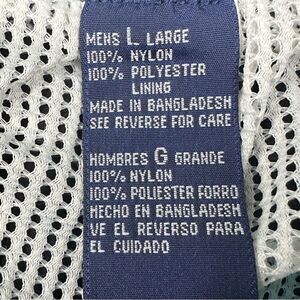 MENS L LARGE
100% NYLON
100% POLYESTER
LINING
MADE IN BANGLADESH
SEE REVERSE FOR CARE
HOMBRES G GRANDE
100% NYLON
100% POLIESTER FORRO
HECHO EN BANGLADESH
VE EL REVERSO PARA
EL CUIDADO